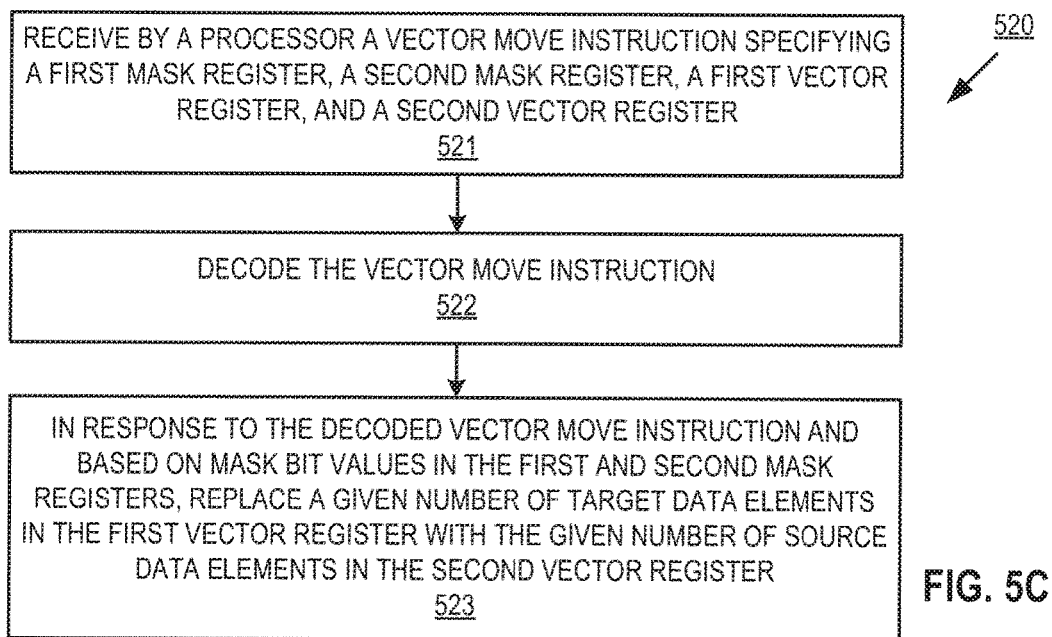 520
RECEIVE BY A PROCESSOR A VECTOR MOVE INSTRUCTION SPECIFYING
A FIRST MASK REGISTER, A SECOND MASK REGISTER, A FIRST VECTOR
REGISTER, AND A SECOND VECTOR REGISTER
521
DECODE THE VECTOR MOVE INSTRUCTION
522
IN RESPONSE TO THE DECODED VECTOR MOVE INSTRUCTION AND
BASED ON MASK BIT VALUES IN THE FIRST AND SECOND MASK
REGISTERS, REPLACE A GIVEN NUMBER OF TARGET DATA ELEMENTS
IN THE FIRST VECTOR REGISTER WITH THE GIVEN NUMBER OF SOURCE
DATA ELEMENTS IN THE SECOND VECTOR REGISTER
523
FIG. 5C